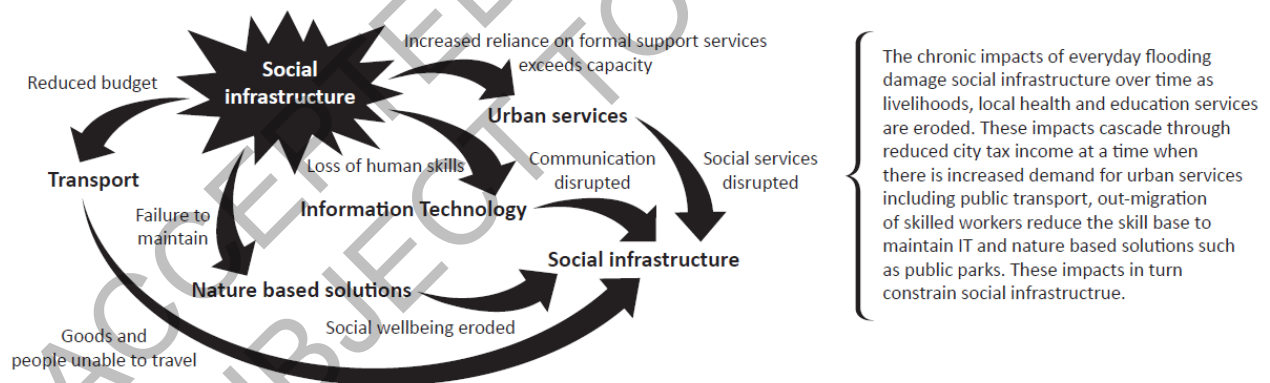 Social
infrastructure
Increased reliance on formal support services
exceeds capacity
Reduced budget
Urban services
Transport
Loss of human skills
Communication
disrupted
Social services
disrupted
Failure to
maintain
Information Technology
Social infrastructure
Nature based solutions
Social wellbeing eroded
Goods and
people unable to travel
The chronic impacts of everyday flooding
damage social infrastructure over time as
livelihoods, local health and education services
are eroded. These impacts cascade through
reduced city tax income at a time when
there is increased demand for urban services
including public transport, out-migration
of skilled workers reduce the skill base to
maintain IT and nature based solutions such
as public parks. These impacts in turn
constrain social infrastructrue.
ACCEPTE
SUBJECT TO